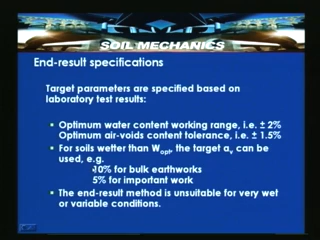 SOIL MECHANICS
End-result specifications
Target parameters are specified based on
laboratory test results:
▪ Optimum water content working range, i.e. ± 2%
Optimum air-voids content tolerance, i.e. ± 1.5%
▪ For soils wetter than Wopt, the target av can be
used, e.g.
10% for bulk earthworks
5% for important work
▪ The end-result method is unsuitable for very wet
or variable conditions.